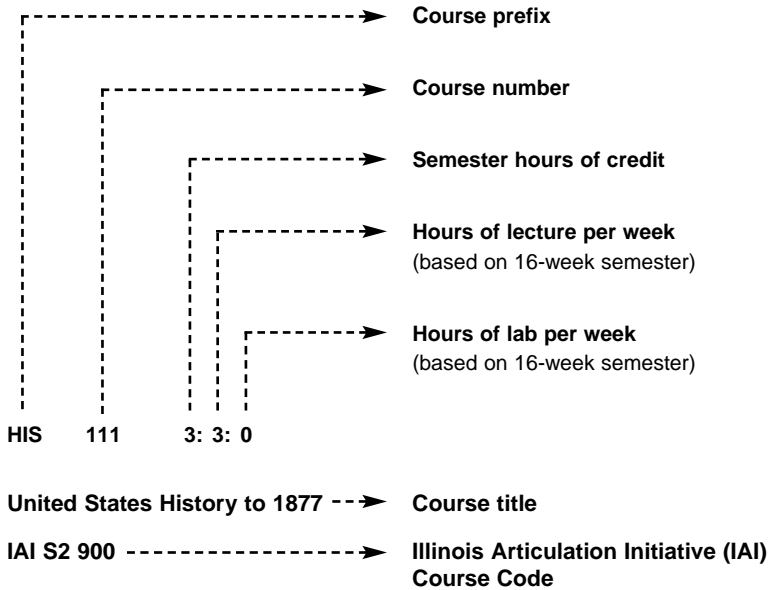 Course prefix
Course number
Semester hours of credit
Hours of lecture per week
(based on 16-week semester)
Hours of lab per week
(based on 16-week semester)
HIS 111 3: 3: 0
United States History to 1877 Course title
IAI S2 900 Illinois Articulation Initiative (IAI)
Course Code